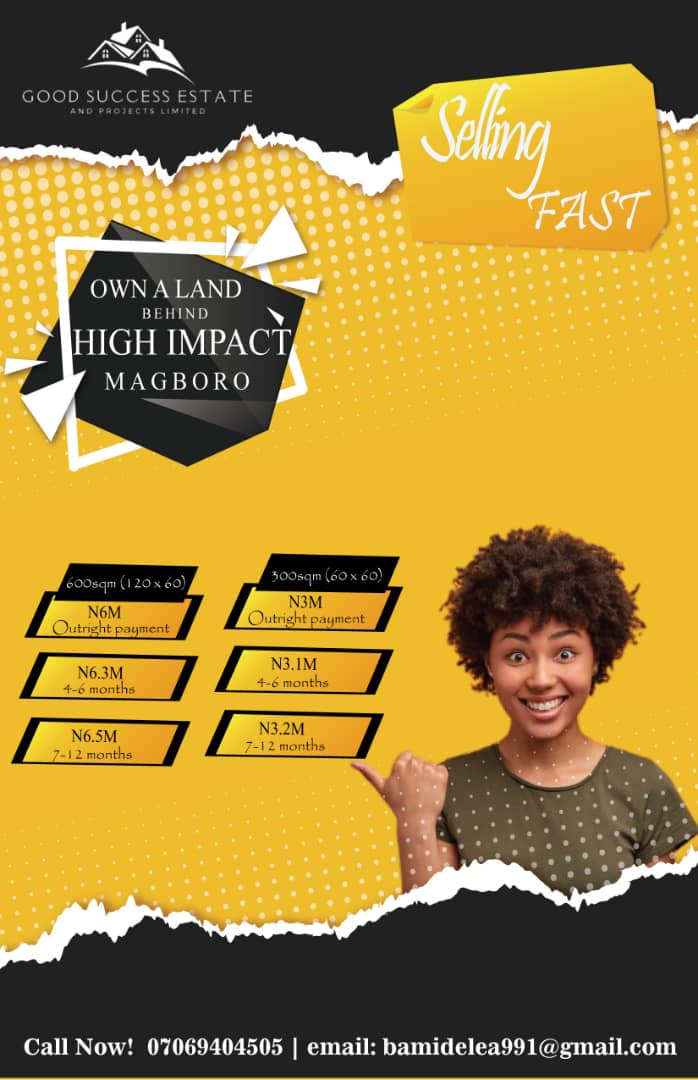 GOOD SUCCESS ESTATE
AND PROJECTS LIMITED
Selling
FAST
OWN A LAND
BEHIND
HIGH IMPACT
MAGBORO
600sqm (120 x 60)
N6M
Outright payment
N6.3M
4-6 months
N6.5M
7-12 months
300sqm (60 x 60)
N3M
Outright payment
N3.1M
4-6 months
N3.2M
7-12 months
Call Now! 07069404505 | email: bamidelea991@gmail.com